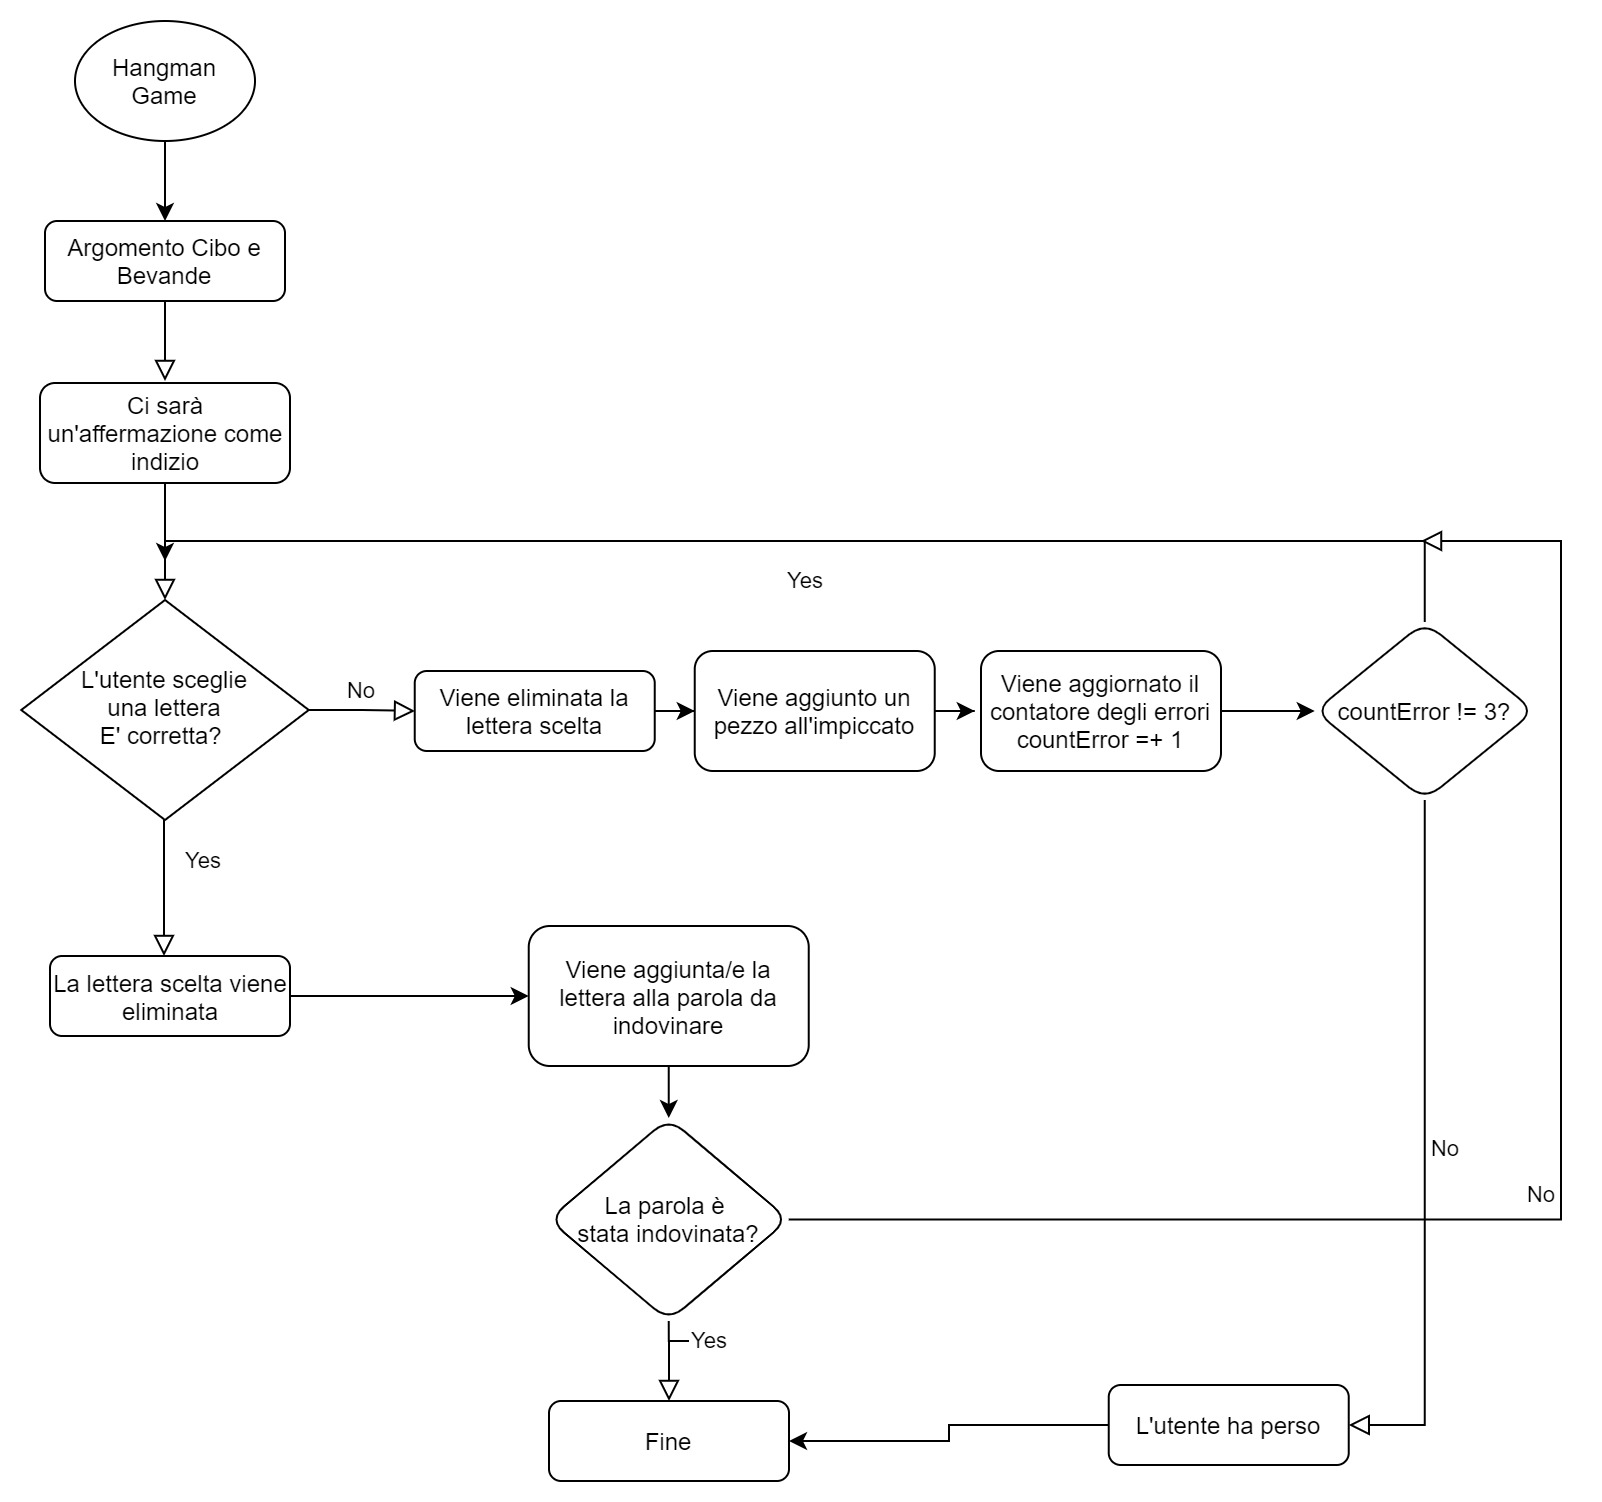 Hangman
Game
Argomento Cibo e
Bevande
Ci sarà
un'affermazione come
indizio
Yes
L'utente sceglie
una lettera
E' corretta?
No
Viene eliminata la
lettera scelta
Viene aggiunto un
pezzo all'impiccato
Viene aggiornato il
contatore degli errori
countError =+ 1
countError != 3?
Yes
La lettera scelta viene
eliminata
Viene aggiunta/e la
lettera alla parola da
indovinare
No
No
La parola è
stata indovinata?
Yes
Fine
L'utente ha perso